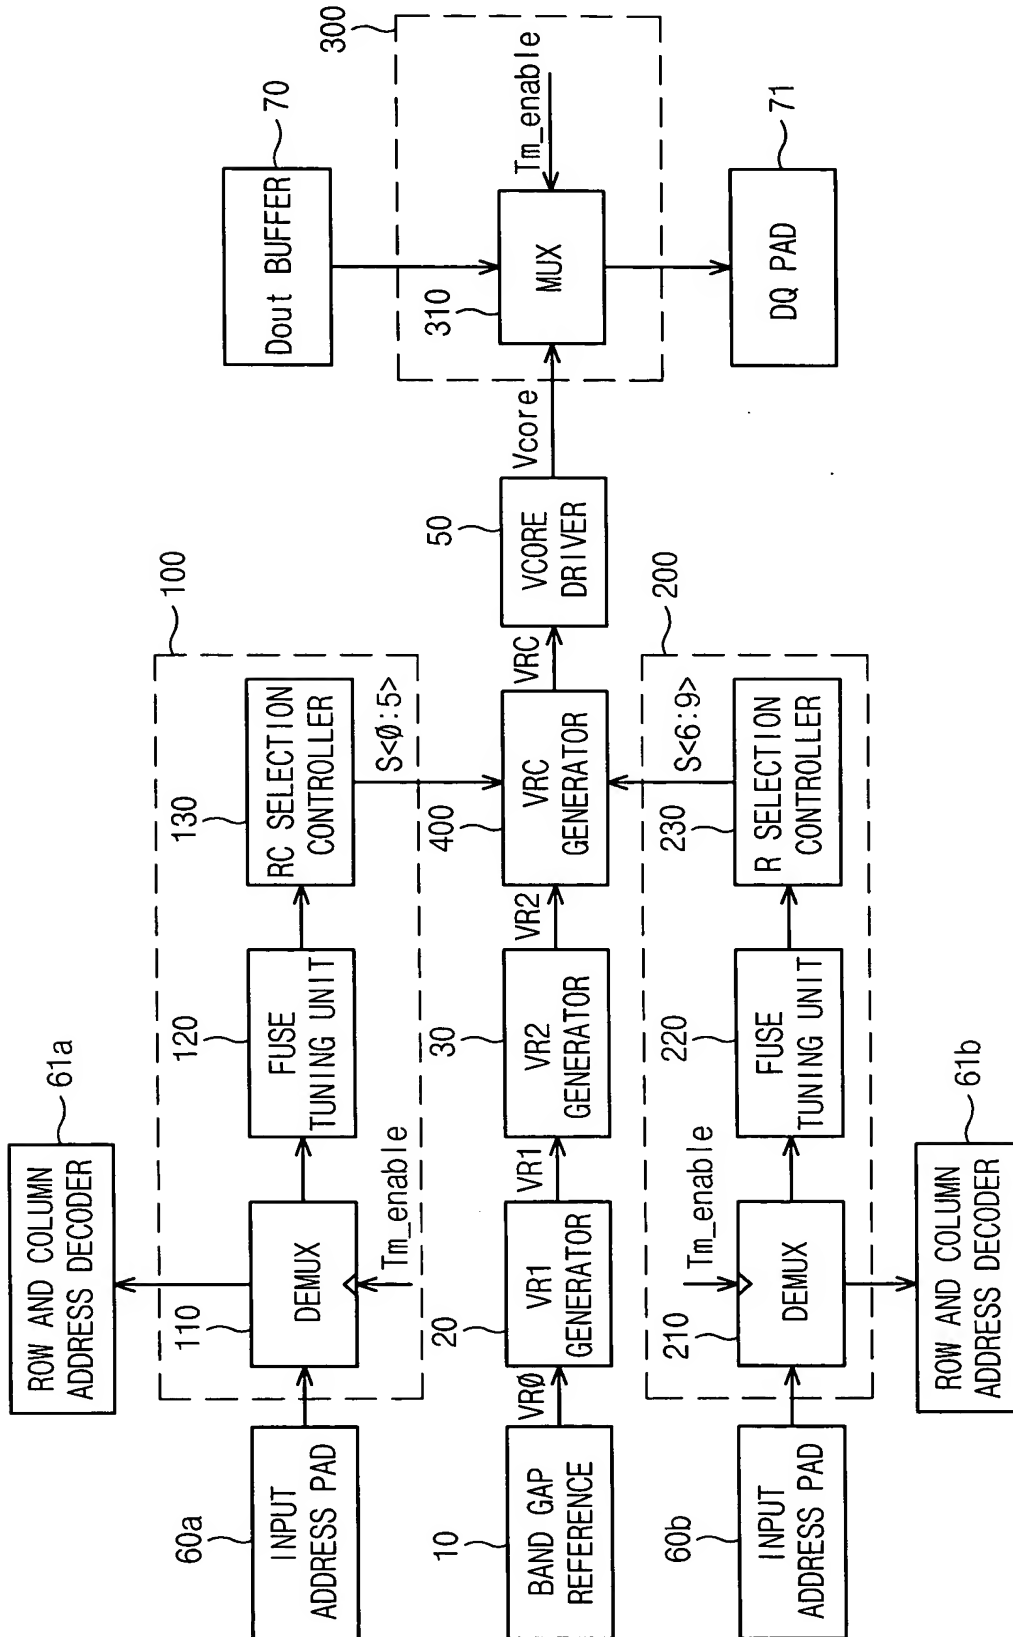 ROW AND COLUMN
ADDRESS DECODER
61a
100
300
70
Dout BUFFER
60a
INPUT
ADDRESS PAD
110
DEMUX
Tm_enable
120
FUSE
TUNING UNIT
130
RC SELECTION
CONTROLLER
S<0:5>
310
MUX
Tm_enable
10
BAND GAP
REFERENCE
VR0
20
VR1
GENERATOR
VR1
30
VR2
GENERATOR
VR2
400
VRC
GENERATOR
VRC
50
VCORE
DRIVER
Vcore
71
DQ PAD
60b
INPUT
ADDRESS PAD
210
DEMUX
Tm_enable
220
FUSE
TUNING UNIT
230
R SELECTION
CONTROLLER
S<6:9>
200
ROW AND COLUMN
ADDRESS DECODER
61b